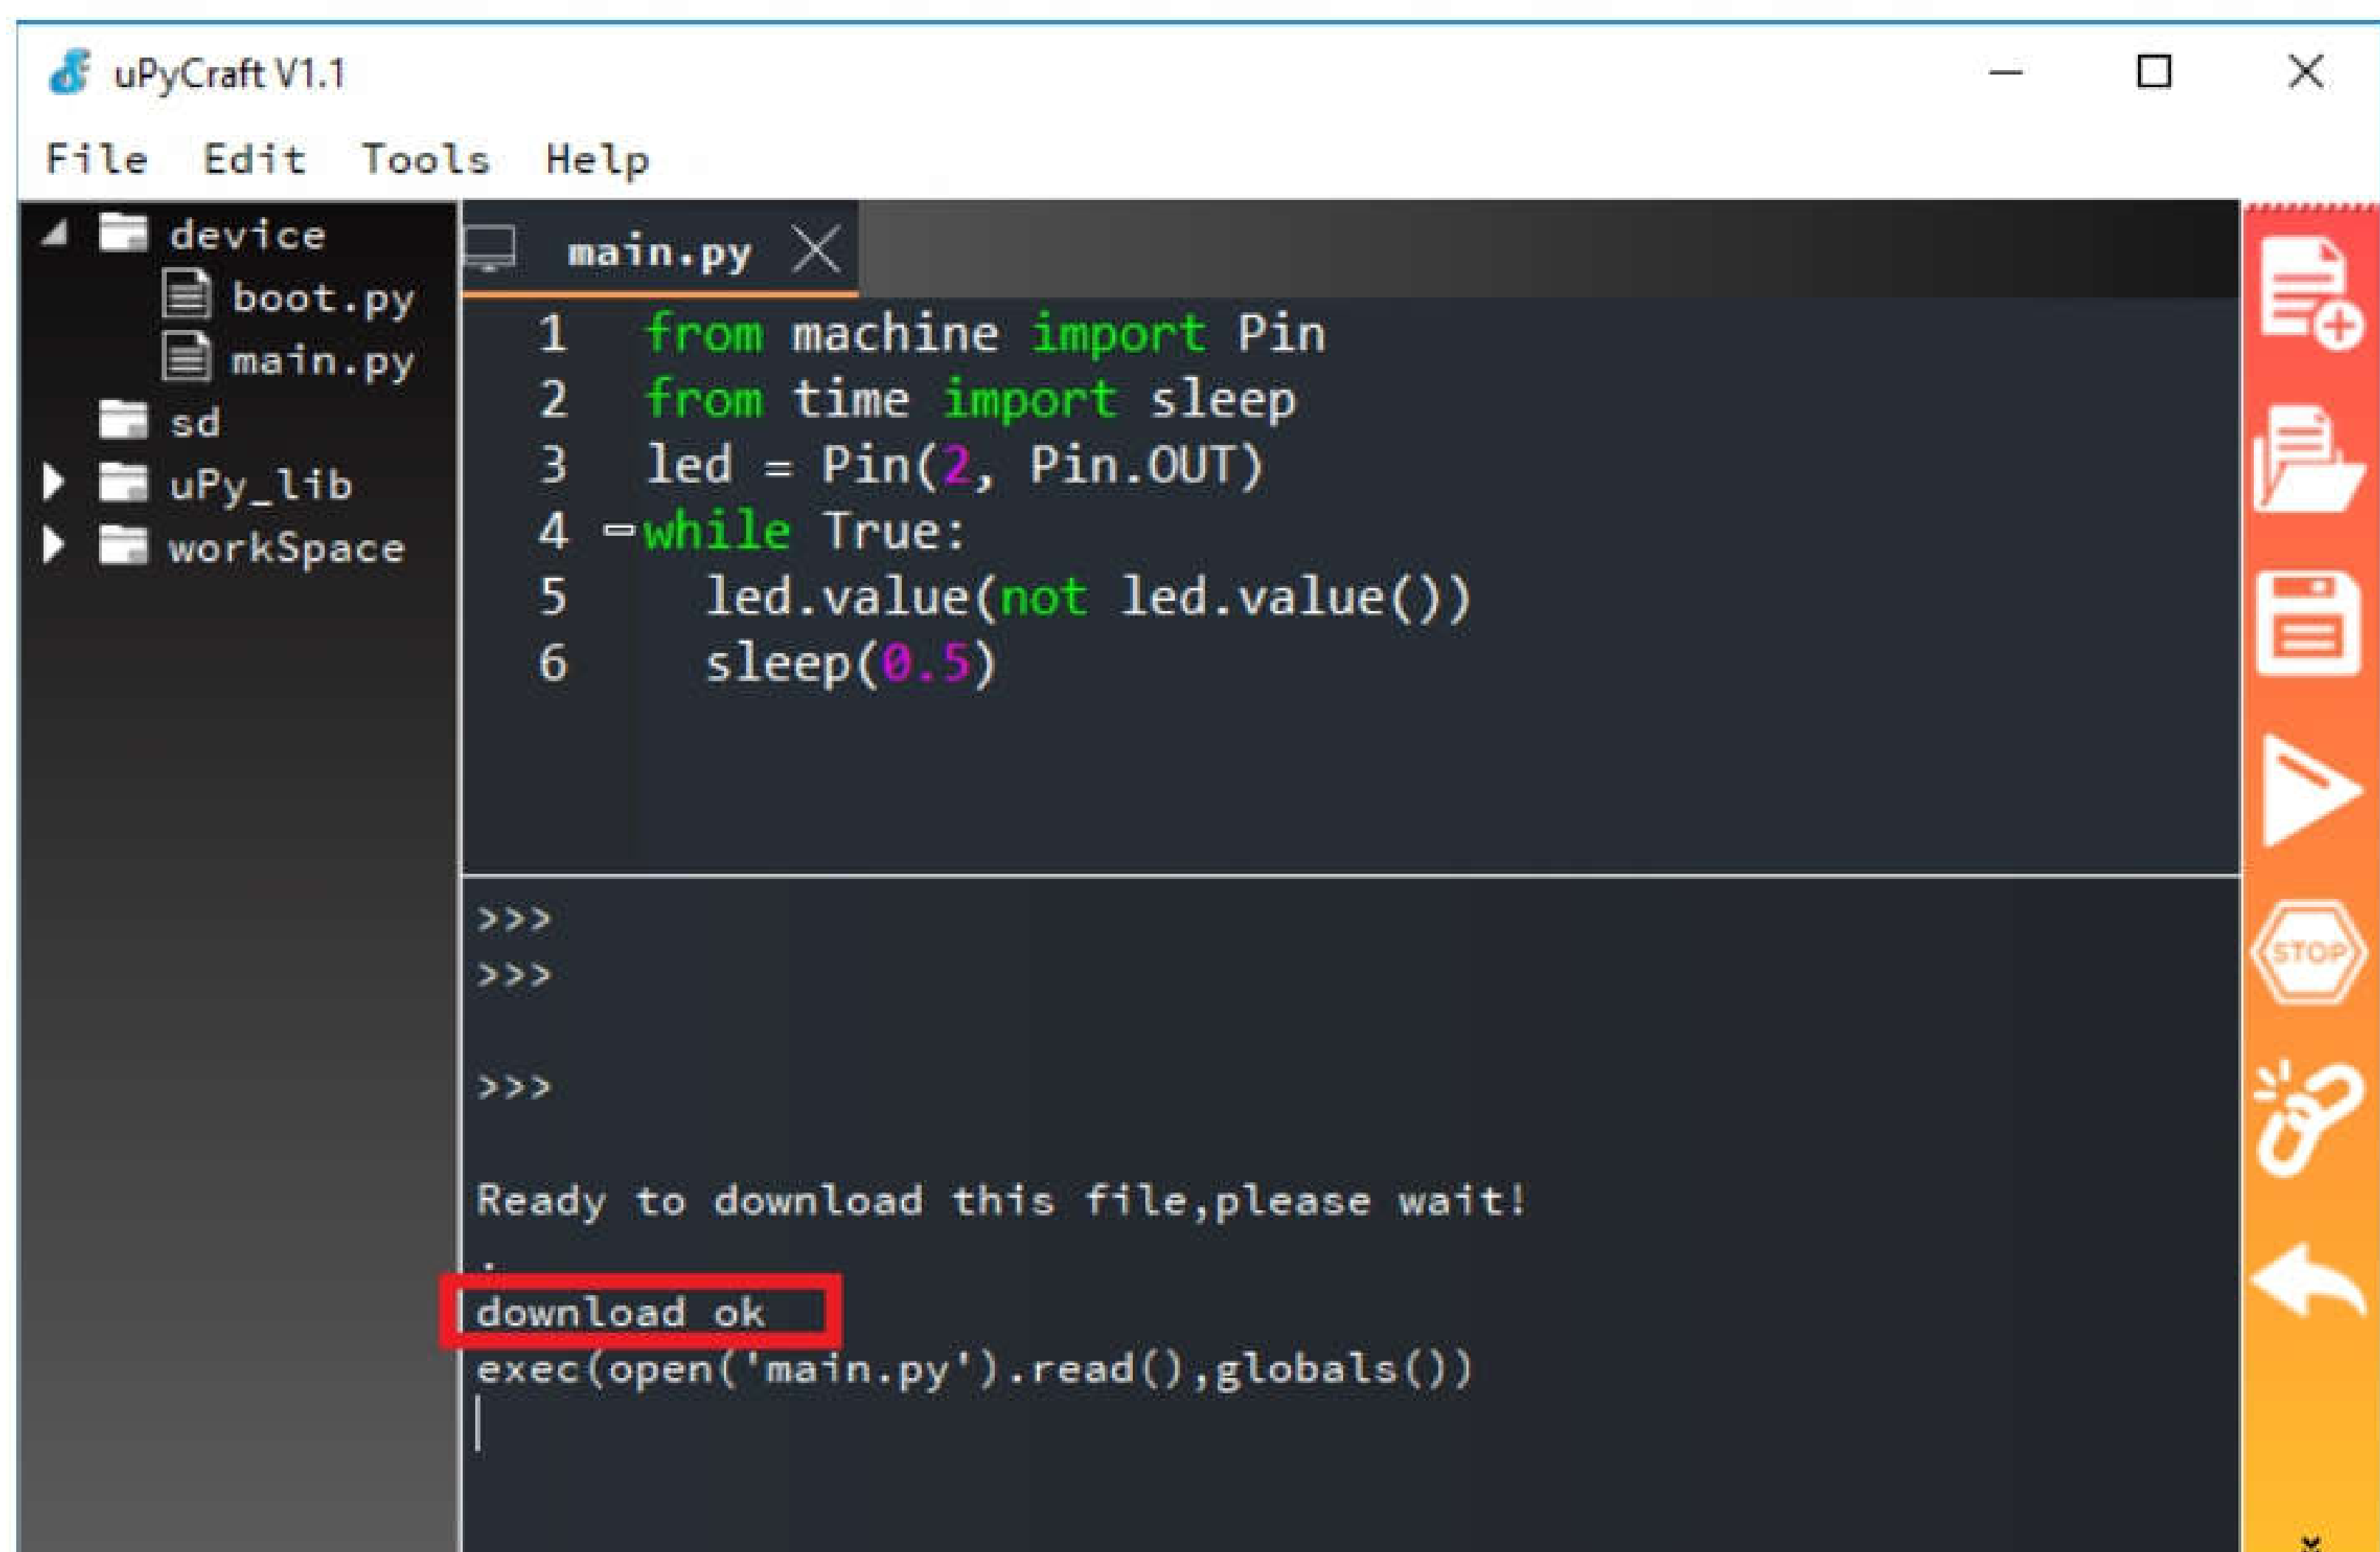 uPyCraft V1.1
File Edit Tools Help
device
boot.py
main.py
sd
uPy_lib
workSpace
main.py
1 from machine import Pin
2 from time import sleep
3 led = Pin(2, Pin.OUT)
4 while True:
5   led.value(not led.value())
6   sleep(0.5)
>>>
>>>
>>>
Ready to download this file,please wait!
.
download ok
exec(open('main.py').read(),globals())
STOP